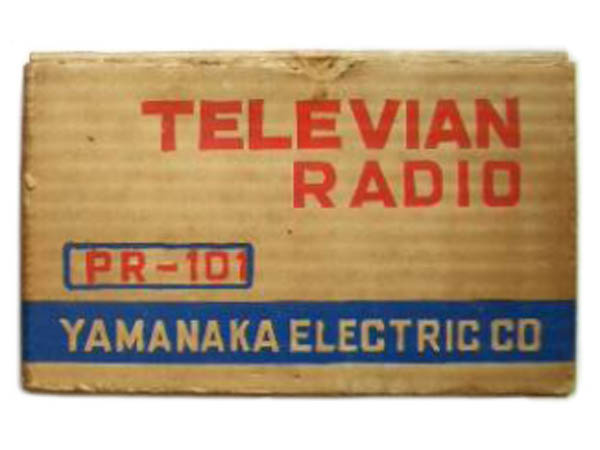 TELEVIAN
RADIO
PR-101
YAMANAKA ELECTRIC CO